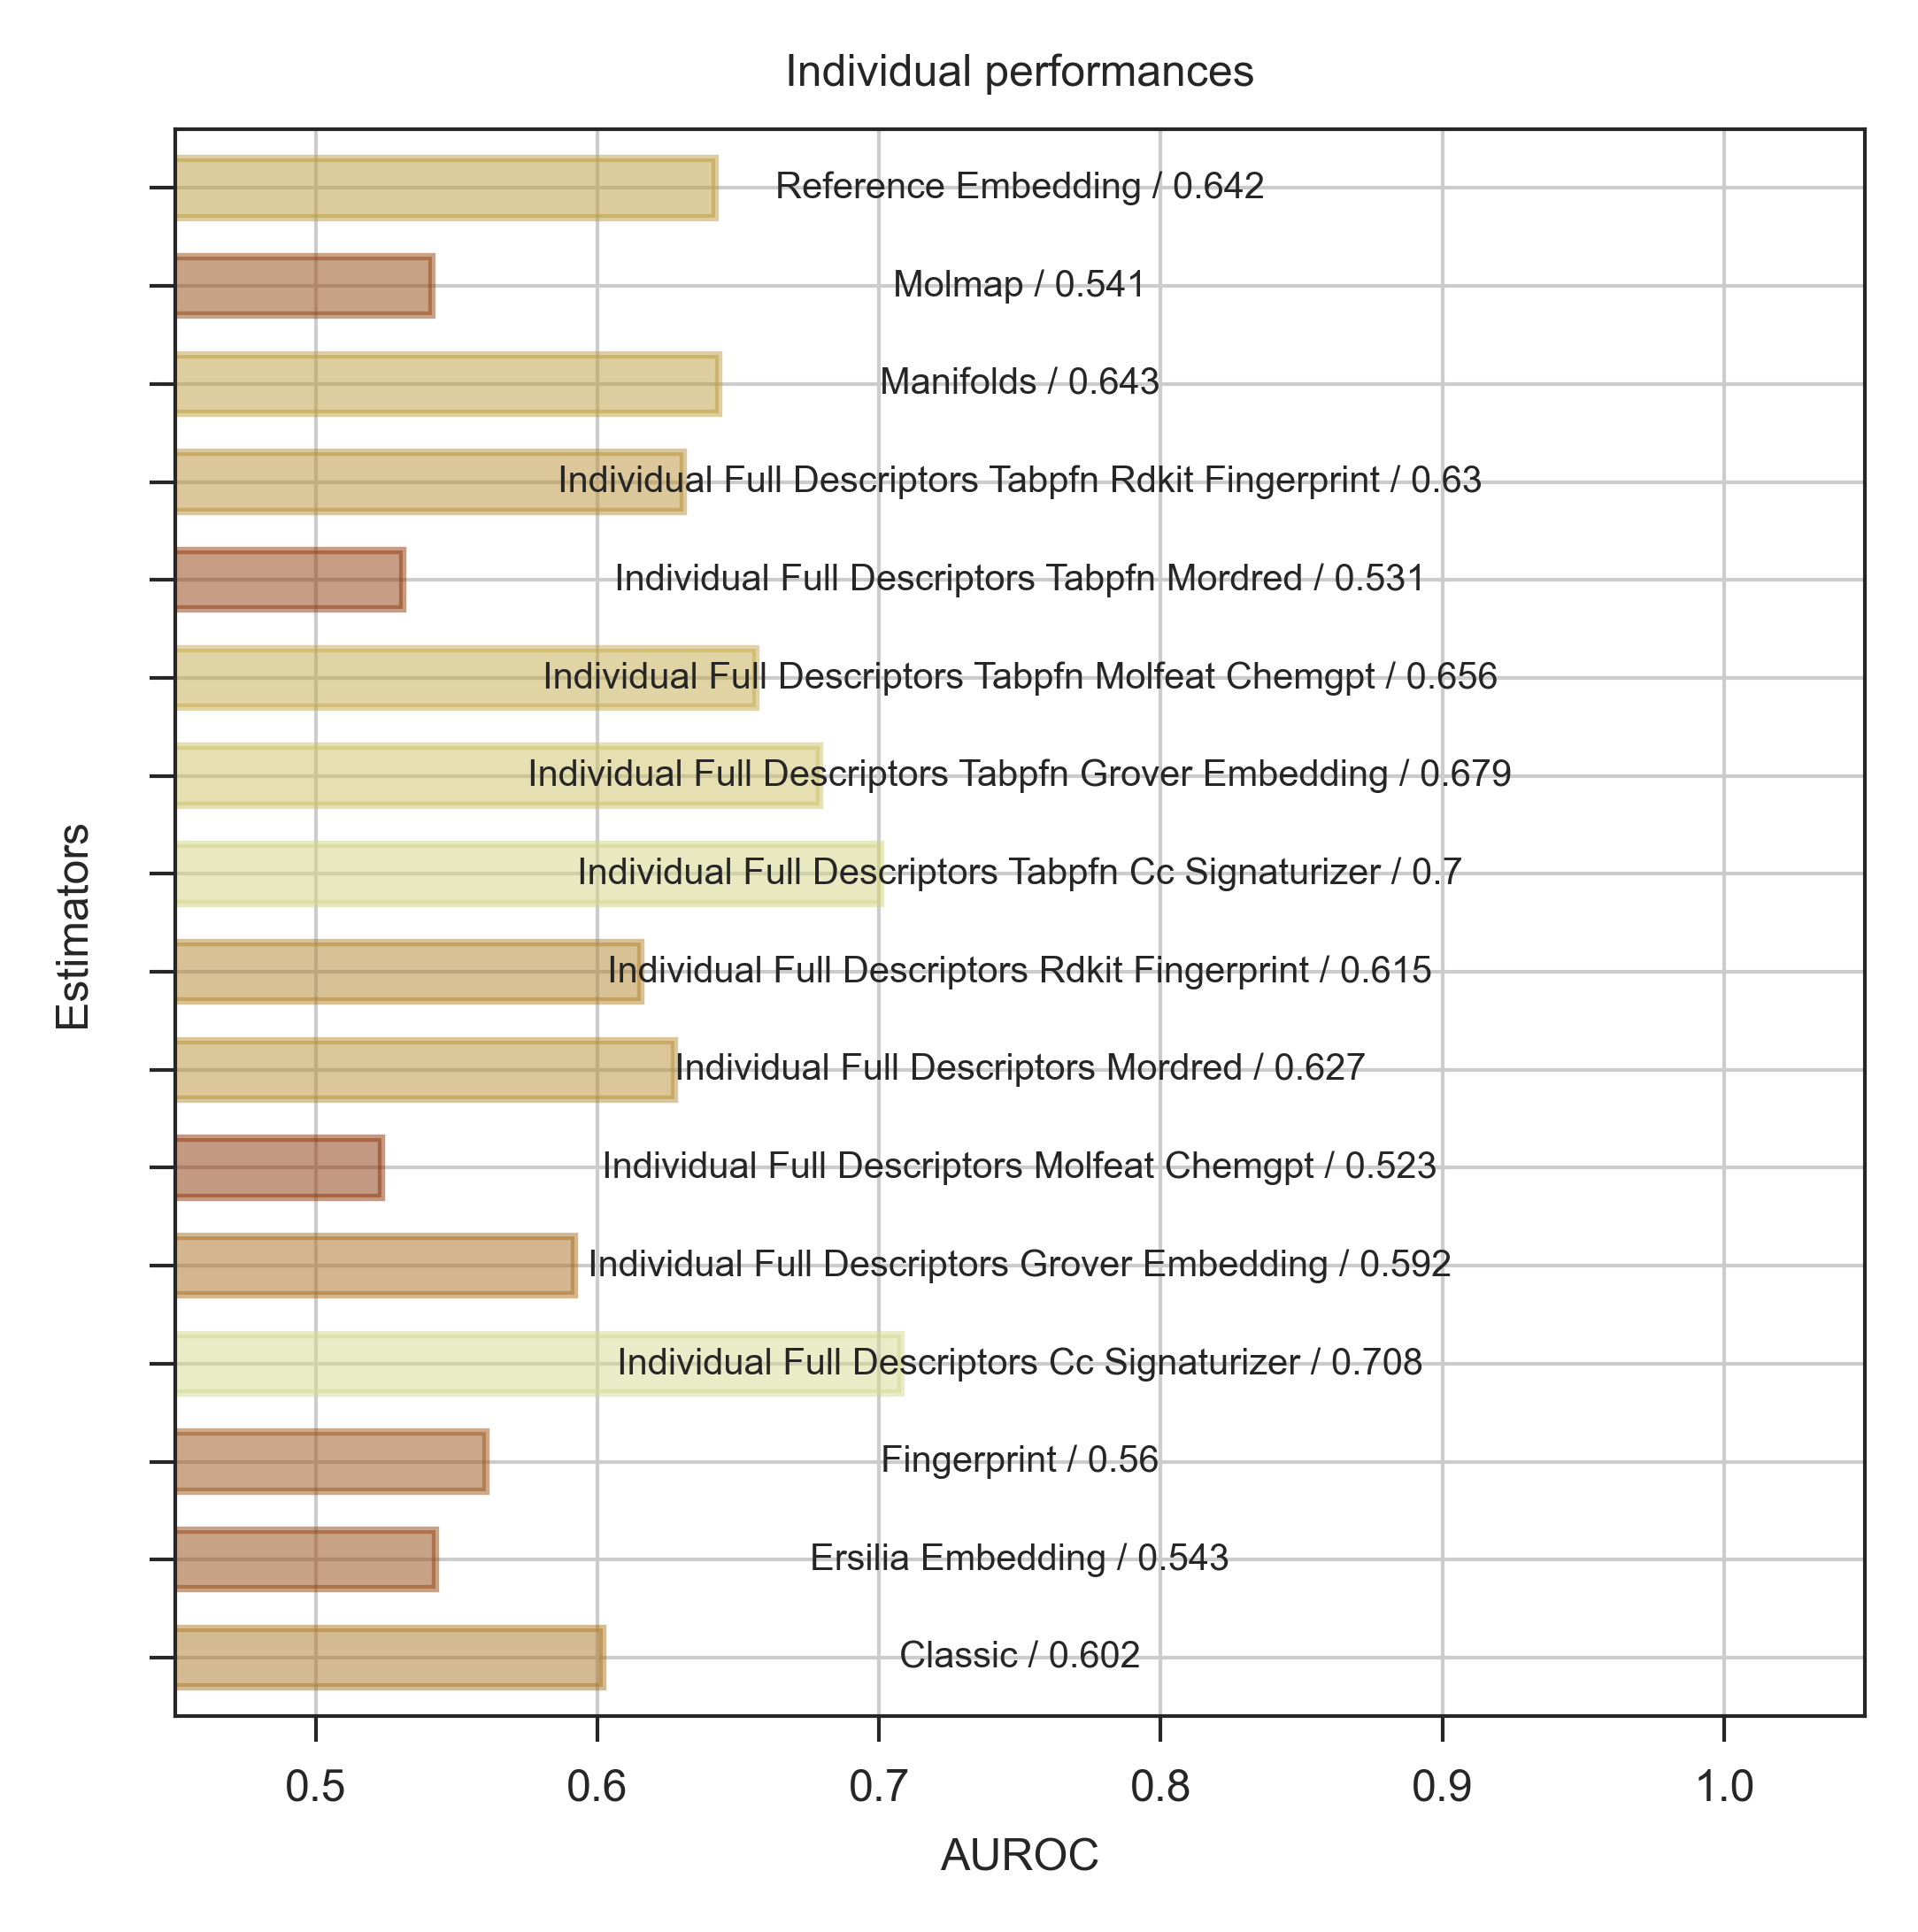 Individual performances
Reference Embedding / 0.642
Molmap / 0.541
Manifolds / 0.643
Individual Full Descriptors Tabpfn Rdkit Fingerprint / 0.63
Individual Full Descriptors Tabpfn Mordred / 0.531
Individual Full Descriptors Tabpfn Molfeat Chemgpt / 0.656
Individual Full Descriptors Tabpfn Grover Embedding / 0.679
Individual Full Descriptors Tabpfn Cc Signaturizer / 0.7
Individual Full Descriptors Rdkit Fingerprint / 0.615
Individual Full Descriptors Mordred / 0.627
Individual Full Descriptors Molfeat Chemgpt / 0.523
Individual Full Descriptors Grover Embedding / 0.592
Individual Full Descriptors Cc Signaturizer / 0.708
Fingerprint / 0.56
Ersilia Embedding / 0.543
Classic / 0.602
Estimators
0.5 0.6 0.7 0.8 0.9 1.0
AUROC